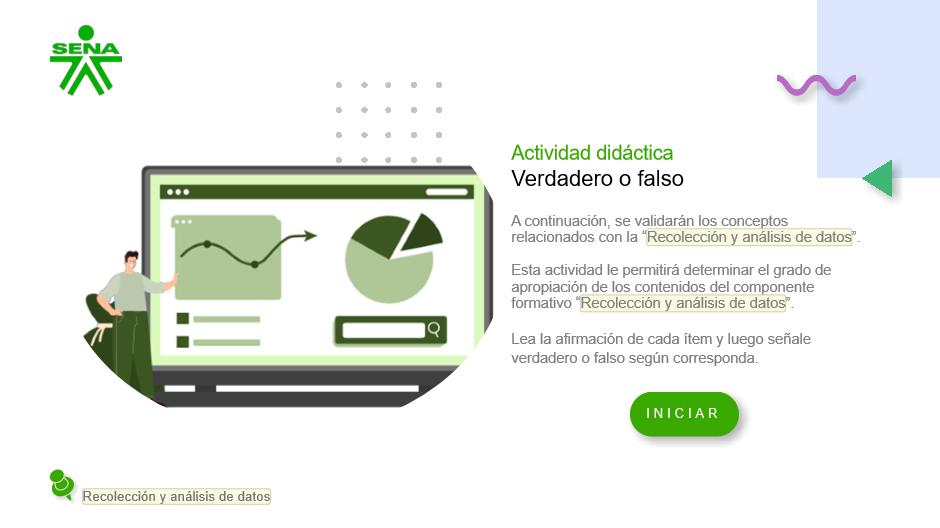 SENA
Actividad didáctica
Verdadero o falso
A continuación, se validarán los conceptos
relacionados con la “Recolección y análisis de datos”.
Esta actividad le permitirá determinar el grado de
apropiación de los contenidos del componente
formativo “Recolección y análisis de datos”.
Lea la afirmación de cada ítem y luego señale
verdadero o falso según corresponda.
INICIAR
Recolección y análisis de datos